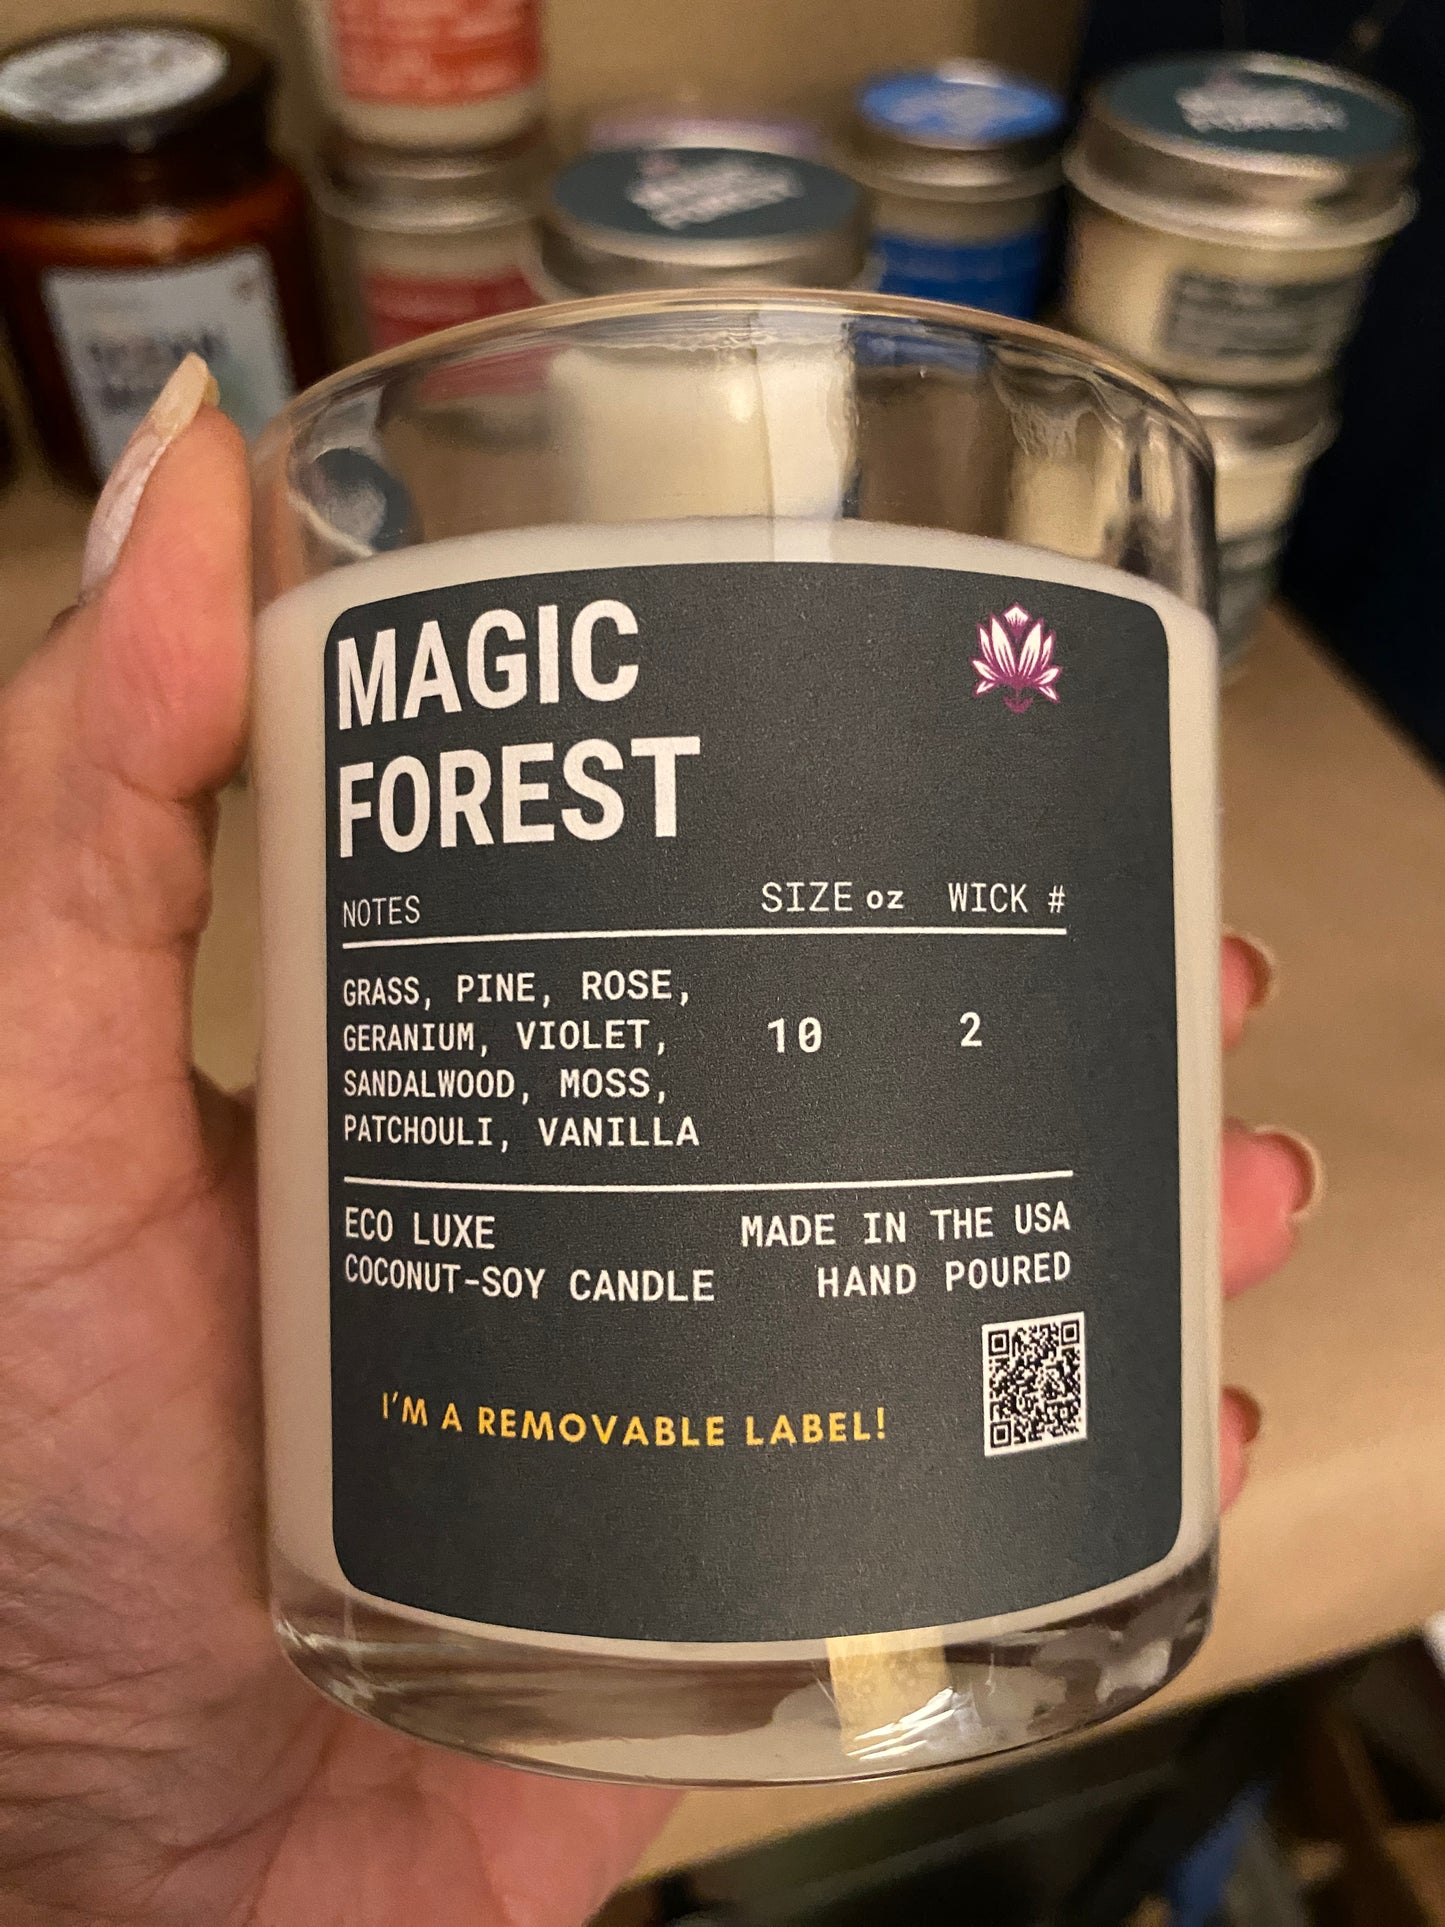 MAGIC
FOREST
NOTES SIZE oz WICK #
GRASS, PINE, ROSE,
GERANIUM, VIOLET,
SANDALWOOD, MOSS,
PATCHOULI, VANILLA
10 2
ECO LUXE
COCONUT-SOY CANDLE
MADE IN THE USA
HAND POURED
I'M A REMOVABLE LABEL!